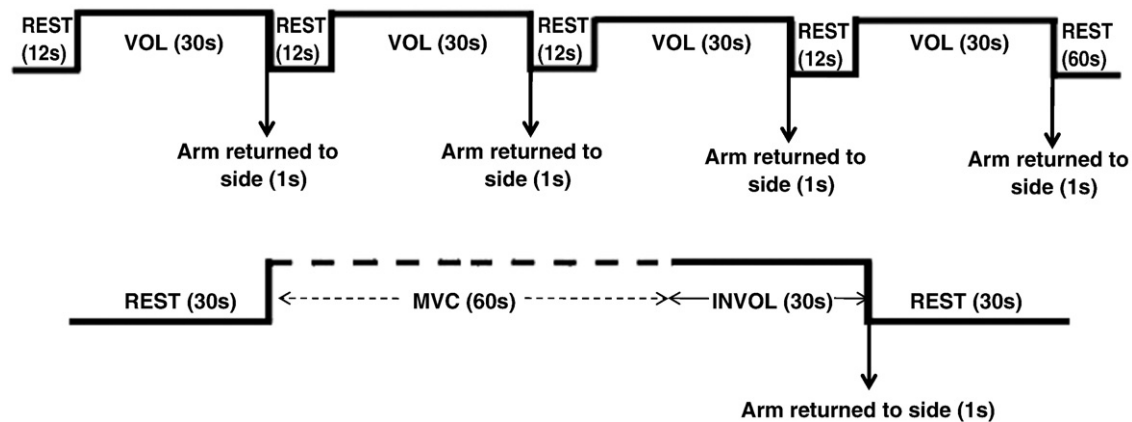 REST (12s)
VOL (30s)
REST (12s)
VOL (30s)
REST (12s)
VOL (30s)
REST (12s)
VOL (30s)
REST (60s)
Arm returned to
side (1s)
Arm returned to
side (1s)
Arm returned to
side (1s)
Arm returned to
side (1s)
REST (30s)
MVC (60s)
INVOL (30s)
REST (30s)
Arm returned to side (1s)